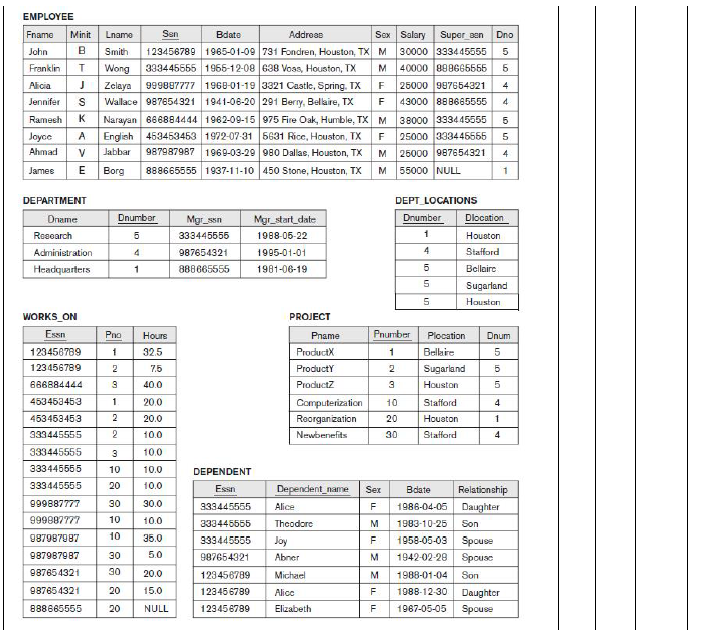 EMPLOYEE
Fname Minit Lname Ssn Bdate Address Sex Salary Super_ssn Dno
John B Smith 123456789 1965-01-09 731 Fondren, Houston, TX M 30000 333445555 5
Franklin T Wong 333445555 1955-12-08 638 Voss, Houston, TX M 40000 888665555 5
Alicia J Zelaya 999887777 1968-01-19 3321 Castle, Spring, TX F 25000 987654321 4
Jennifer S Wallace 987654321 1941-06-20 291 Berry, Bellaire, TX F 43000 888665555 4
Ramesh K Narayan 666884444 1962-09-15 975 Fire Oak, Humble, TX M 38000 333445555 5
Joyce A English 453453453 1972-07-31 5631 Rice, Houston, TX F 25000 333445555 5
Ahmad V Jabbar 987987987 1969-03-29 980 Dallas, Houston, TX M 25000 987654321 4
James E Borg 888665555 1937-11-10 450 Stone, Houston, TX M 55000 NULL 1
DEPARTMENT
Dname Dnumber Mgr_ssn Mgr_start_date
Research 5 333445555 1988-05-22
Administration 4 987654321 1995-01-01
Headquarters 1 888665555 1981-06-19
DEPT_LOCATIONS
Dnumber Dlocation
1 Houston
4 Stafford
5 Bellaire
5 Sugarland
5 Houston
WORKS_ON
Essn Pno Hours
123456789 1 32.5
123456789 2 7.5
666884444 3 40.0
453453453 1 20.0
453453453 2 20.0
333445555 2 10.0
333445555 3 10.0
333445555 10 10.0
333445555 20 10.0
999887777 30 30.0
999887777 10 10.0
987987987 10 35.0
987987987 30 5.0
987654321 30 20.0
987654321 20 15.0
888665555 20 NULL
PROJECT
Pname Pnumber Plocation Dnum
ProductX 1 Bellaire 5
ProductY 2 Sugarland 5
ProductZ 3 Houston 5
Computerization 10 Stafford 4
Reorganization 20 Houston 1
Newbenefits 30 Stafford 4
DEPENDENT
Essn Dependent_name Sex Bdate Relationship
333445555 Alice F 1986-04-05 Daughter
333445555 Theodore M 1983-10-25 Son
333445555 Joy F 1958-05-03 Spouse
987654321 Abner M 1942-02-28 Spouse
123456789 Michael M 1988-01-04 Son
123456789 Alice F 1988-12-30 Daughter
123456789 Elizabeth F 1967-05-05 Spouse